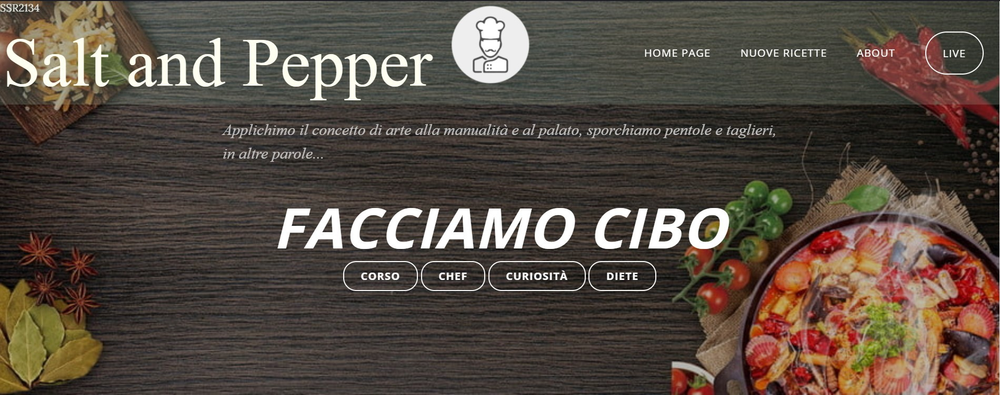 SSR2134
Salt and Pepper
HOME PAGE
NUOVE RICETTE
ABOUT
LIVE
Applichimo il concetto di arte alla manualità e al palato, sporchiamo pentole e taglieri,
in altre parole...
FACCIAMO CIBO
CORSO
CHEF
CURIOSITÀ
DIETE